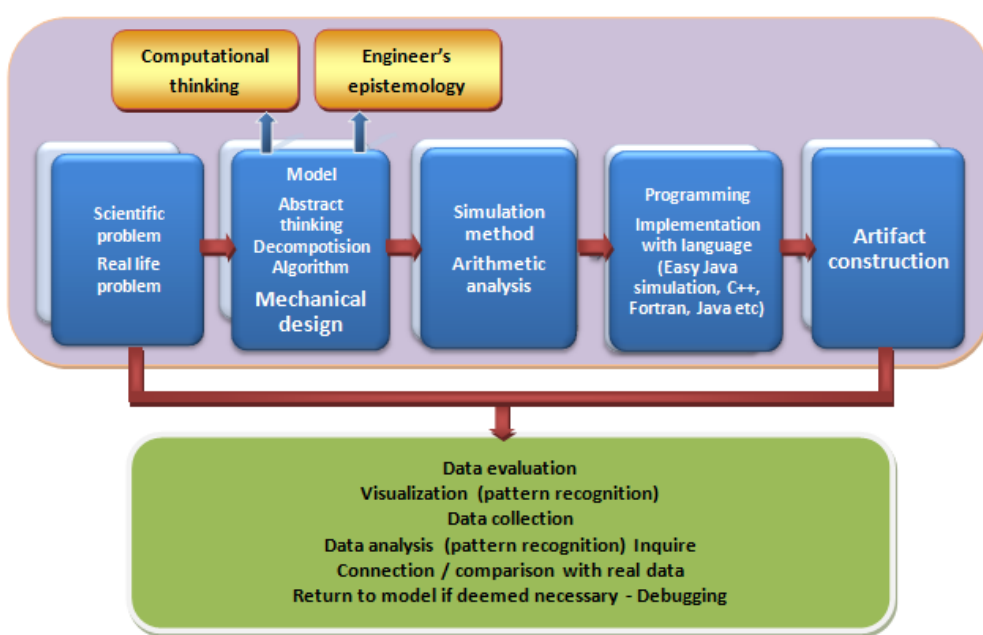 Computational
thinking
Engineer's
epistemology
Scientific
problem
Real life
problem
Model
Abstract
thinking
Decompotision
Algorithm
Mechanical
design
Simulation
method
Arithmetic
analysis
Programming
Implementation
with language
(Easy Java
simulation, C++,
Fortran, Java etc)
Artifact
construction
Data evaluation
Visualization (pattern recognition)
Data collection
Data analysis (pattern recognition) Inquire
Connection / comparison with real data
Return to model if deemed necessary - Debugging